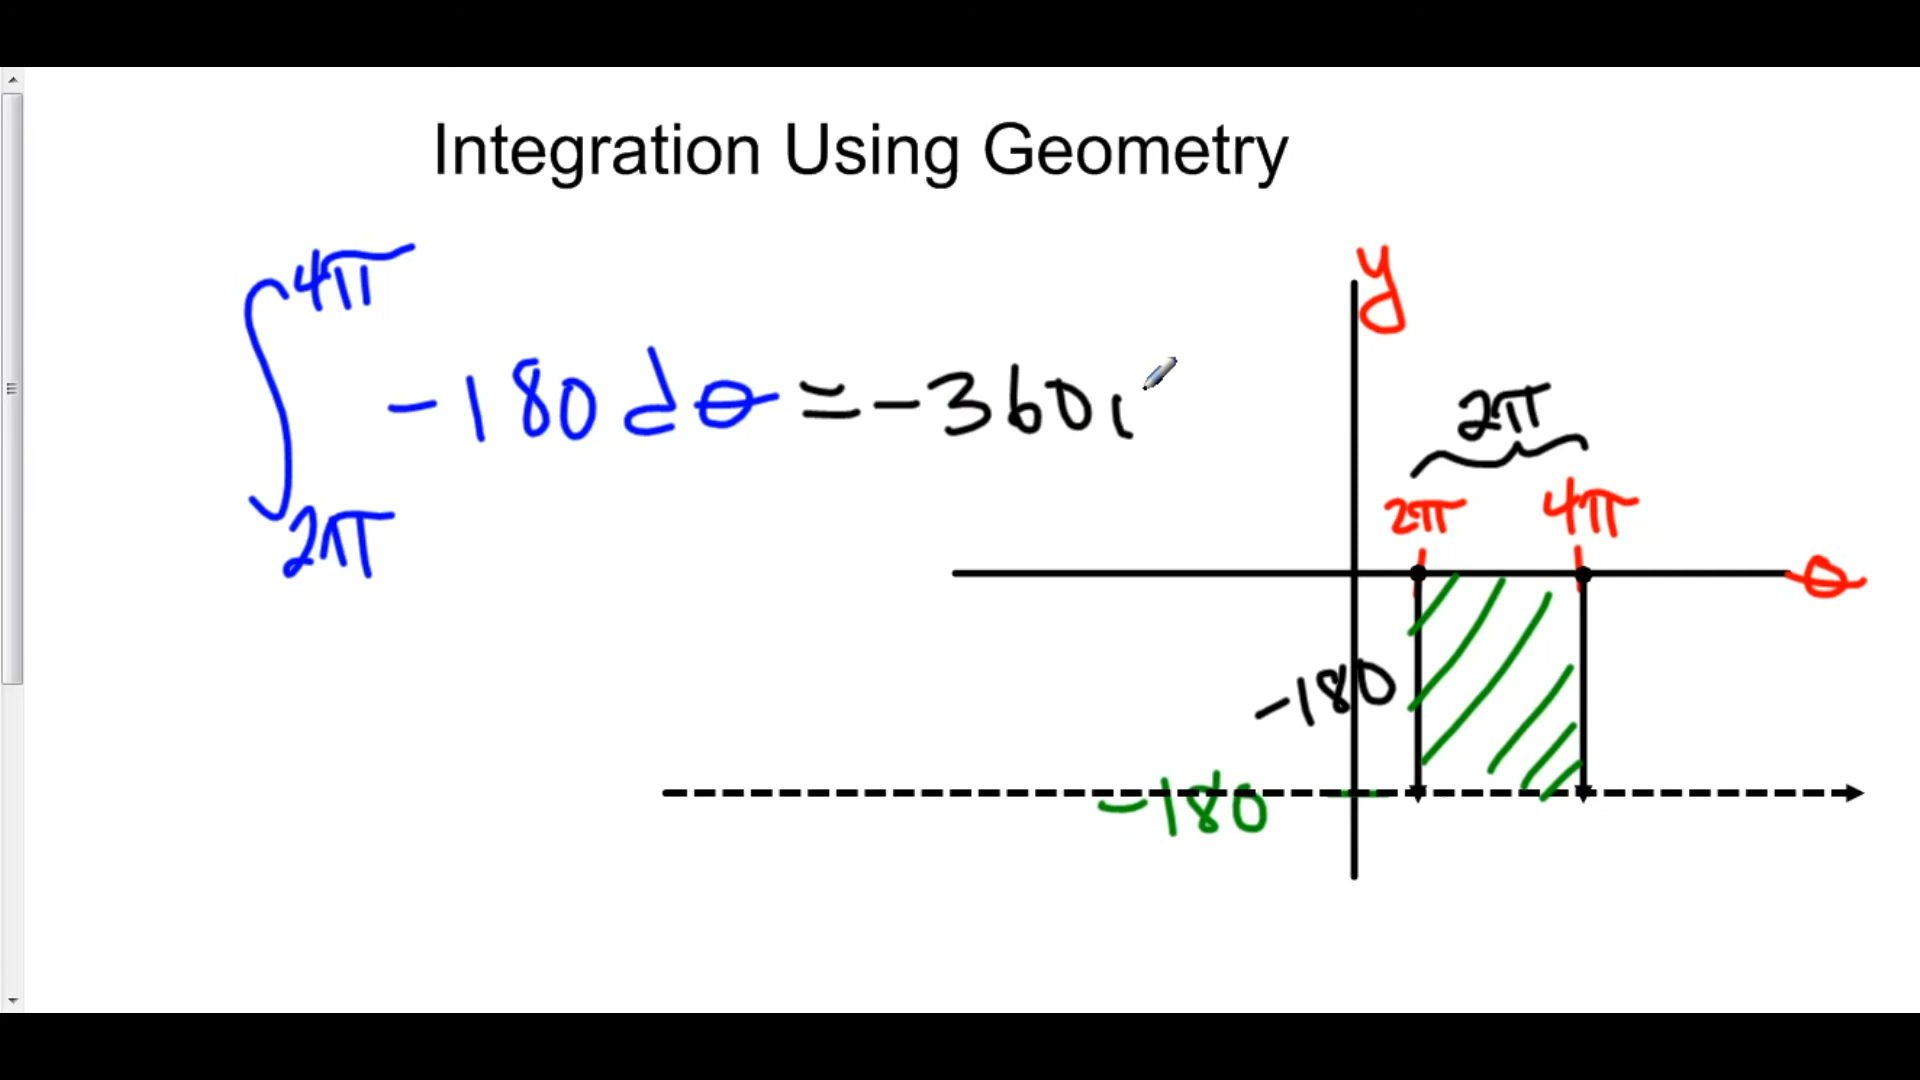 Integration Using Geometry
∫ 4π 2π -180 dθ = -360
y
2π
2π 4π
θ
-180
-180